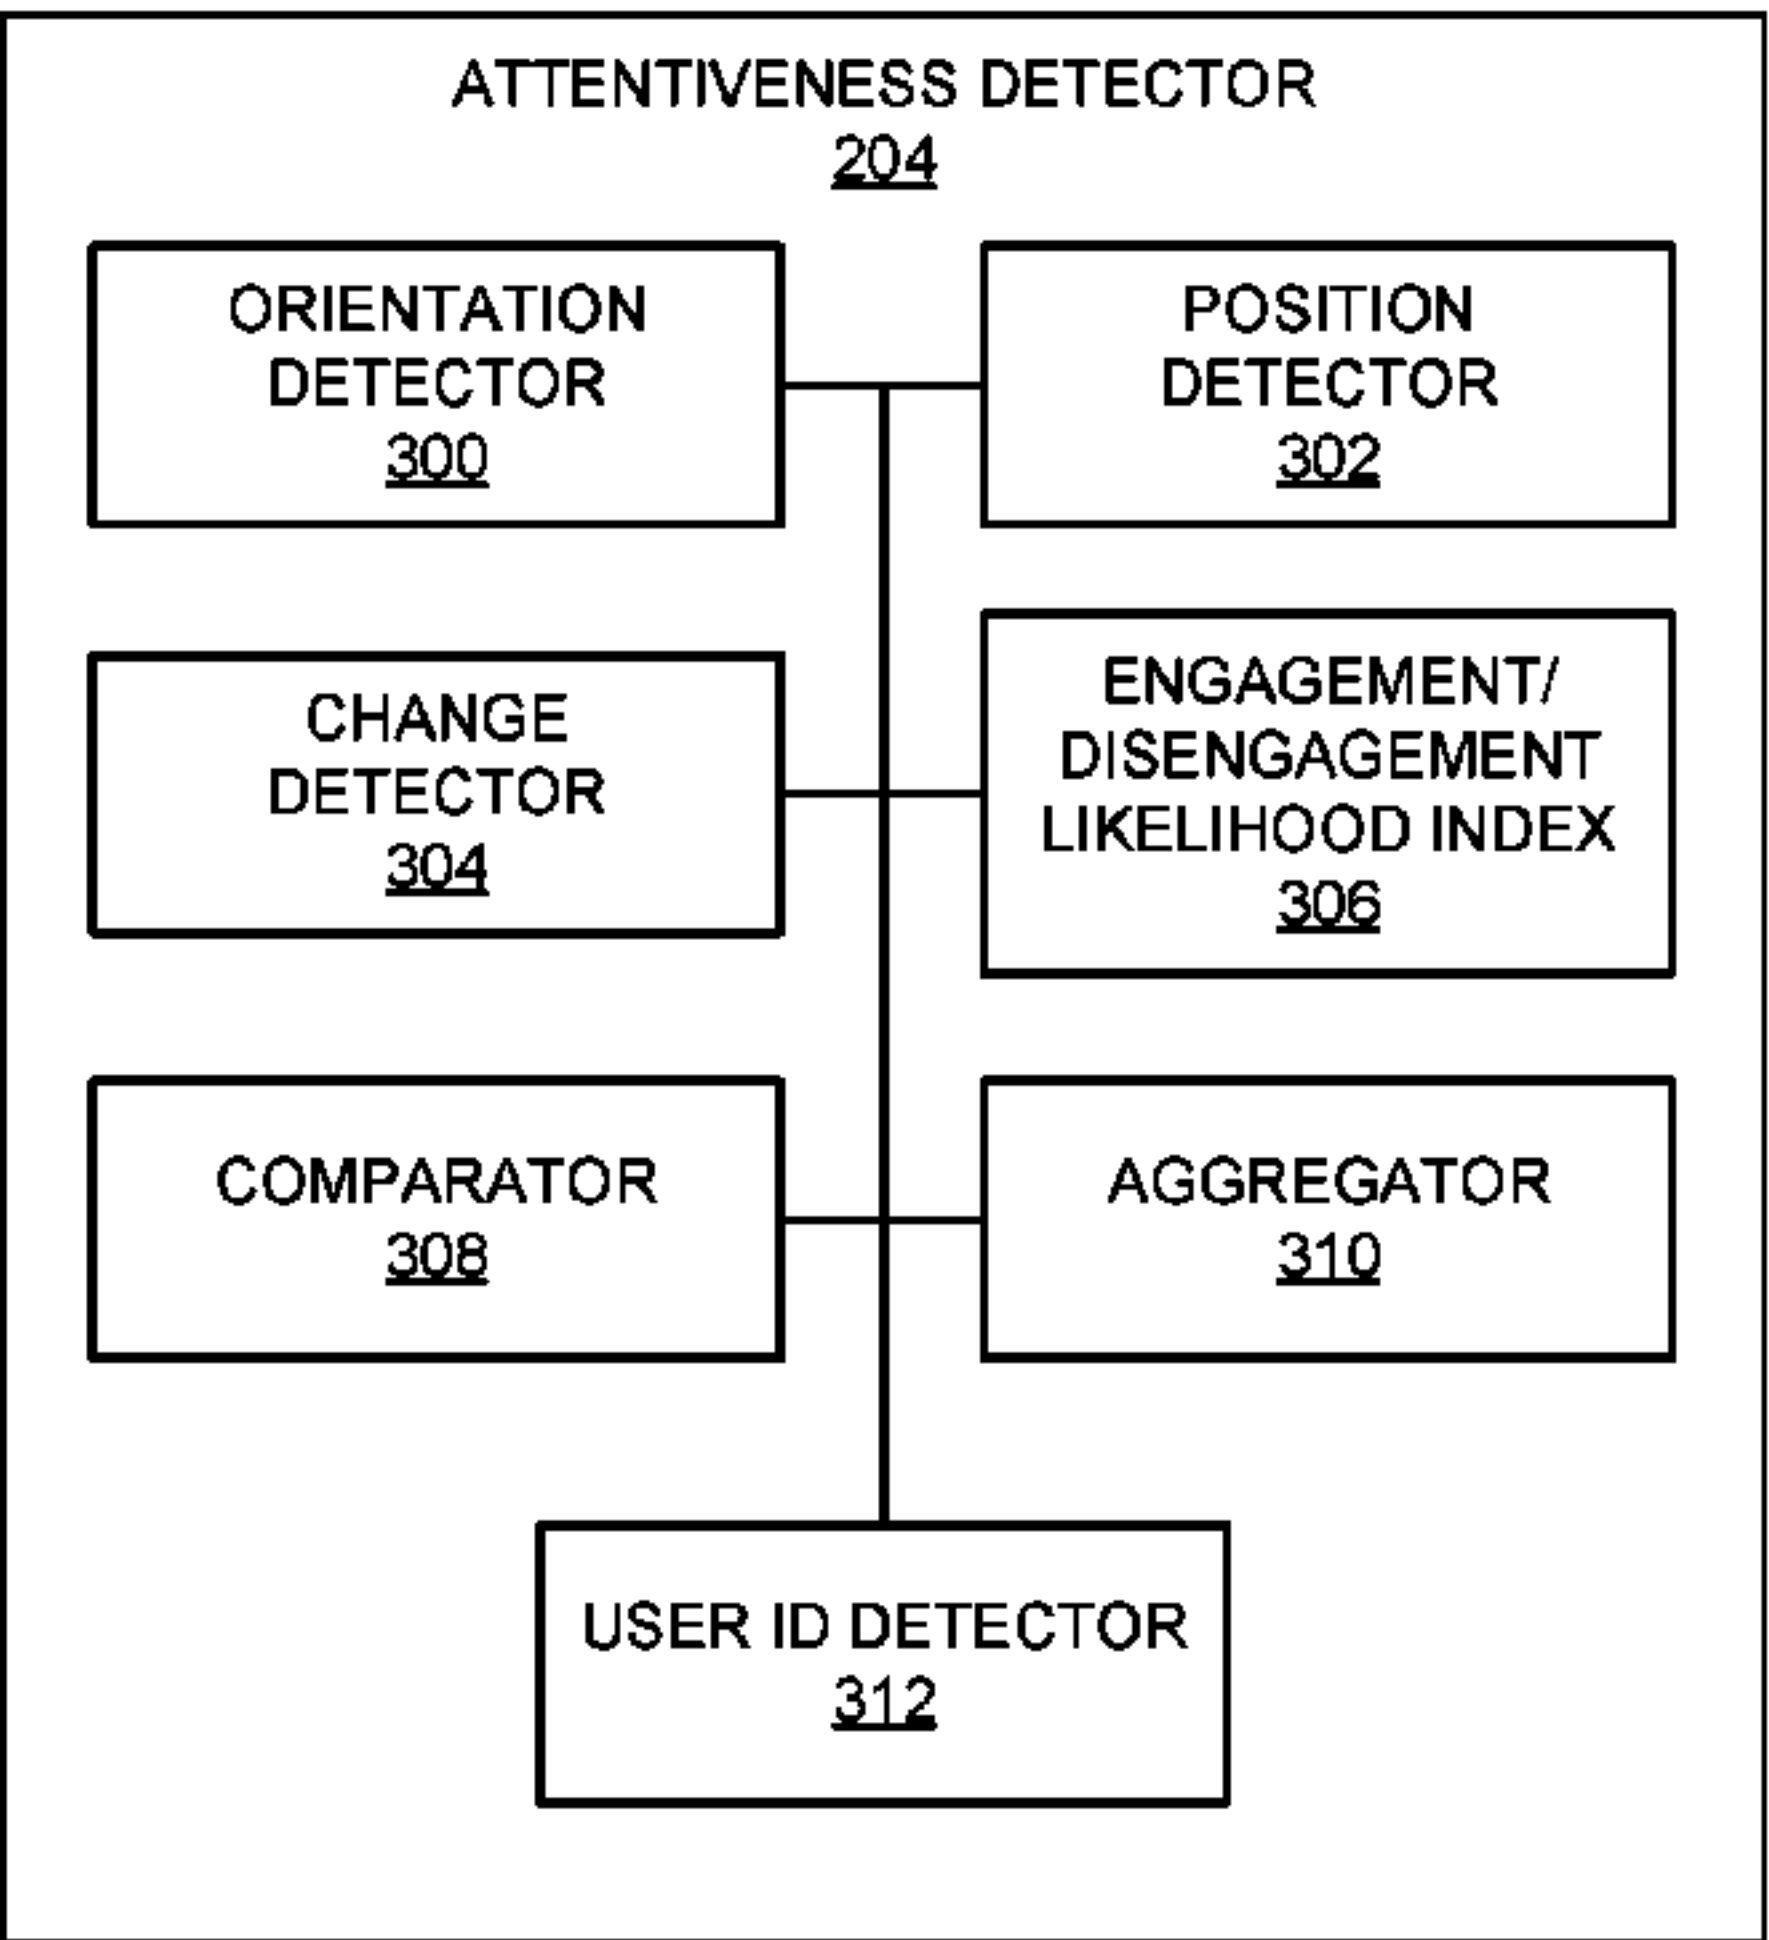 ATTENTIVENESS DETECTOR
204
ORIENTATION
DETECTOR
300
POSITION
DETECTOR
302
CHANGE
DETECTOR
304
ENGAGEMENT/
DISENGAGEMENT
LIKELIHOOD INDEX
306
COMPARATOR
308
AGGREGATOR
310
USER ID DETECTOR
312